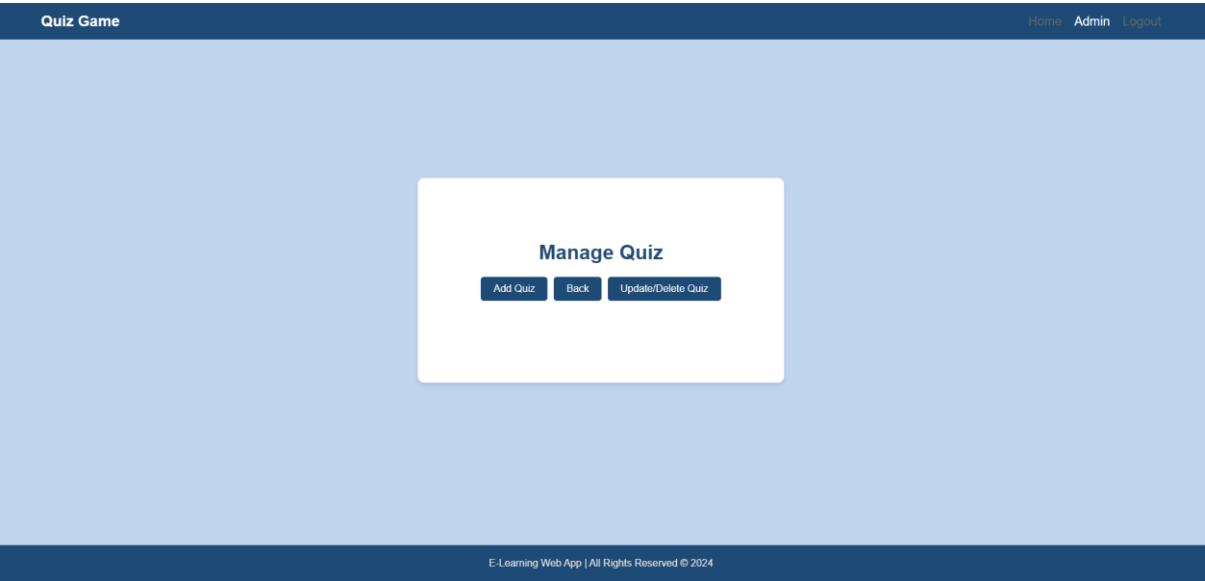 Quiz Game
Home Admin Logout
Manage Quiz
Add Quiz Back Update/Delete Quiz
E-Learning Web App | All Rights Reserved © 2024